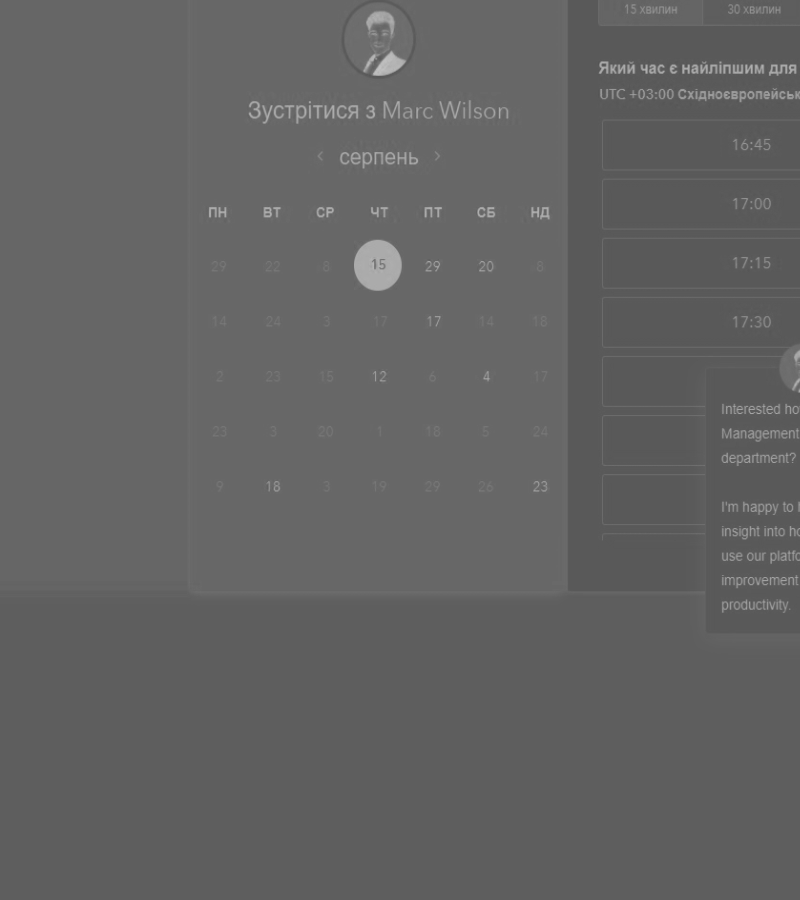 15 хвилин 30 хвилин
Зустрітися з Marc Wilson
< серпень >
ПН ВТ СР ЧТ ПТ СБ НД
29 22 8 15 29 20 8
14 24 3 17 17 14 18
2 23 15 12 6 4 17
23 3 20 1 18 5 24
9 18 3 19 29 26 23
Який час є найліпшим для
UTC +03:00 Східноєвропейськ
16:45
17:00
17:15
17:30
Interested ho
Management
department?
I'm happy to h
insight into ho
use our platfo
improvement
productivity.